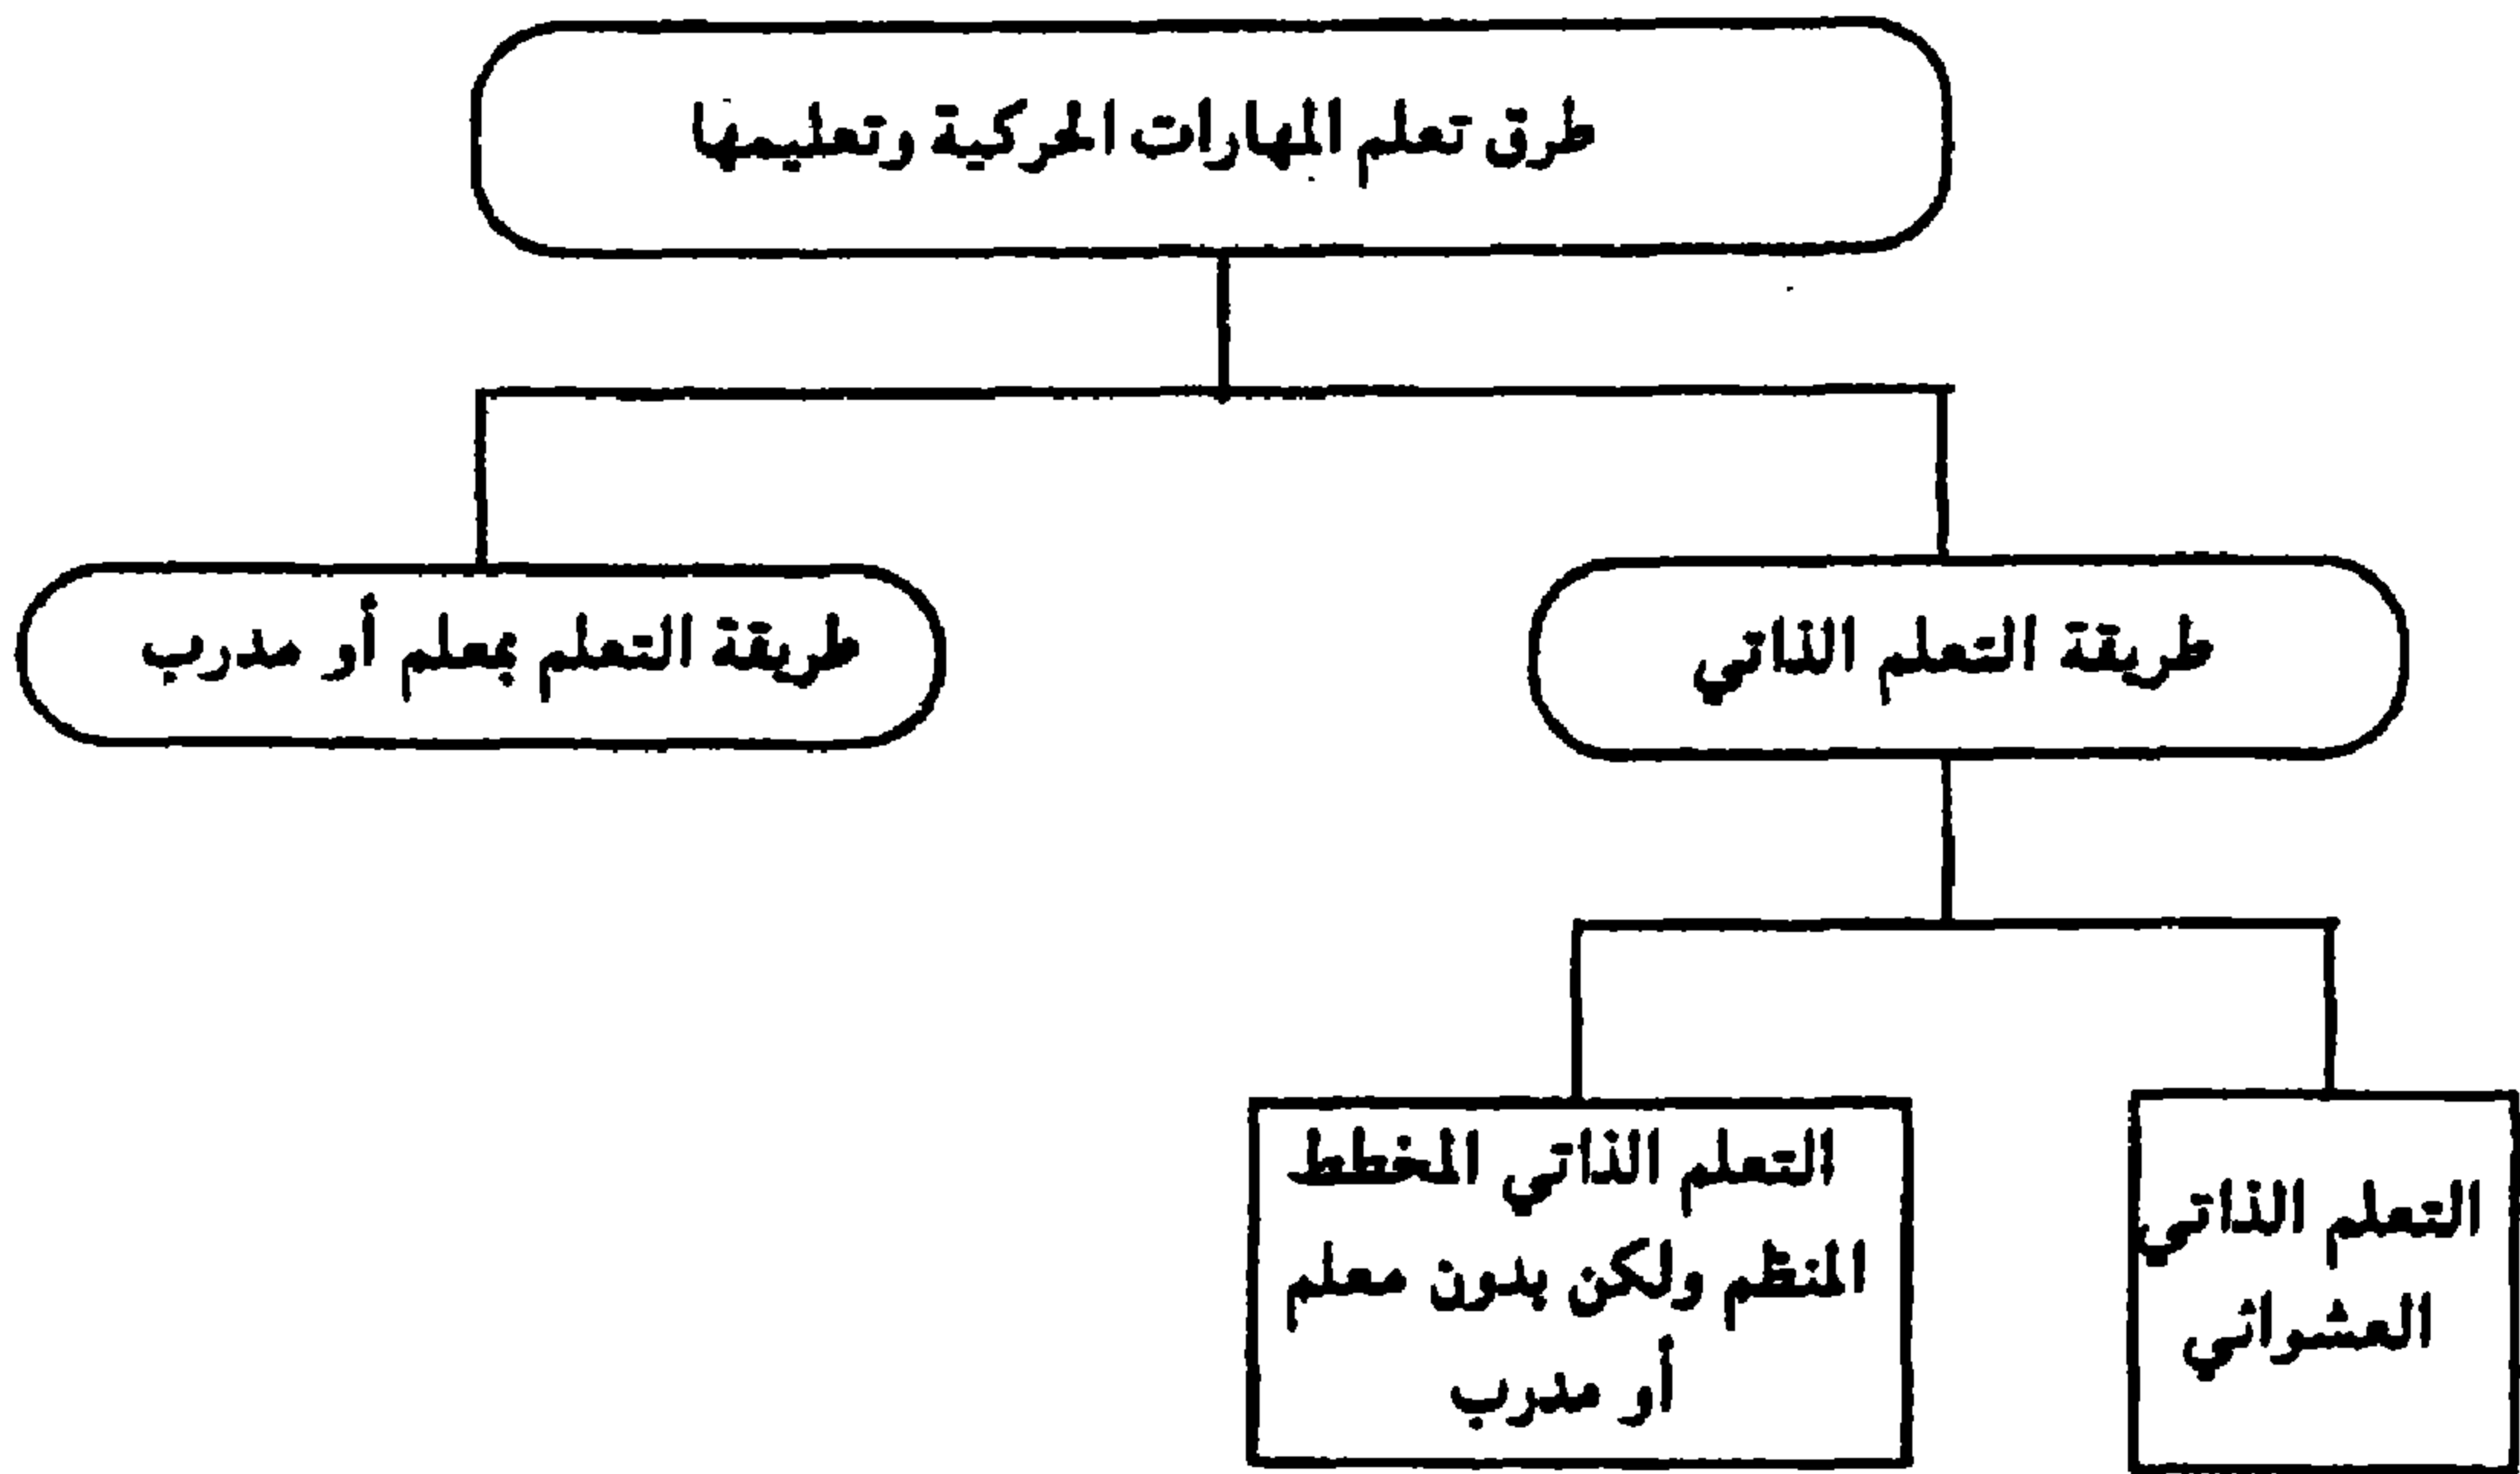 طرق تعلم المهارات الحركية وتعليمها
طريقة التعلم الذاتي
طريقة التعلم بمعلم أو مدرب
التعلم الذاتي
العشوائي
التعلم الذاتي المخطط
المنظم ولكن بدون معلم
أو مدرب